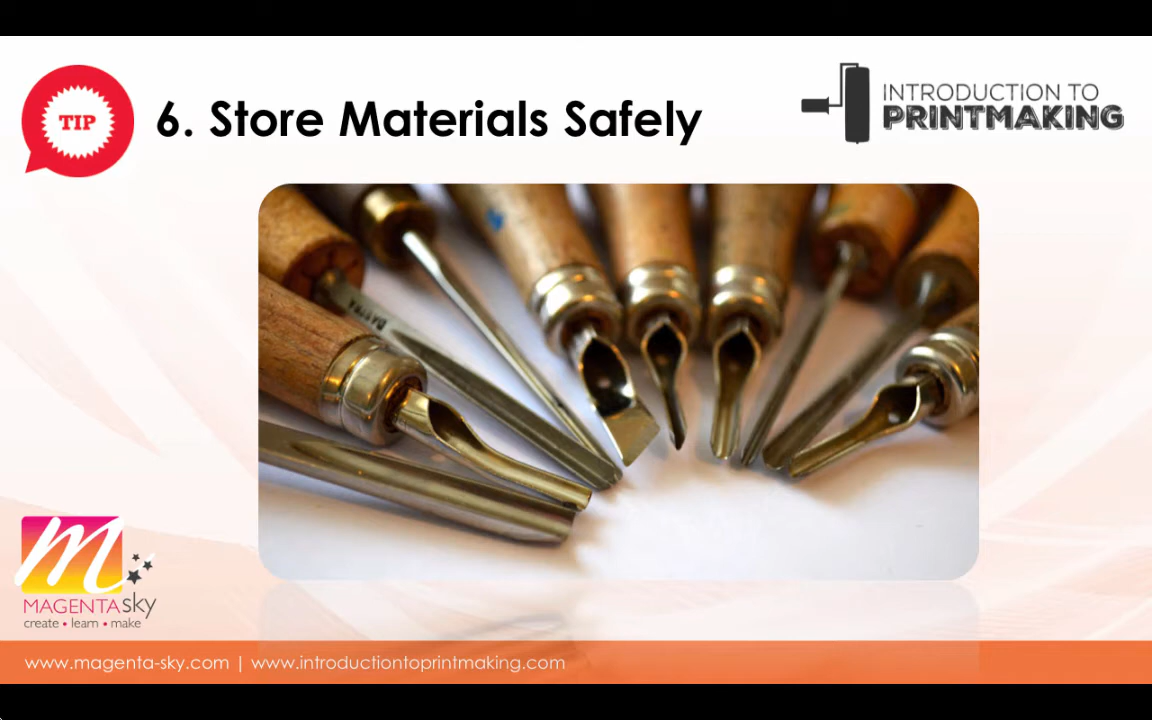 TIP
6. Store Materials Safely
INTRODUCTION TO
PRINTMAKING
m
MAGENTAsky
create • learn • make
www.magenta-sky.com | www.introductiontoprintmaking.com